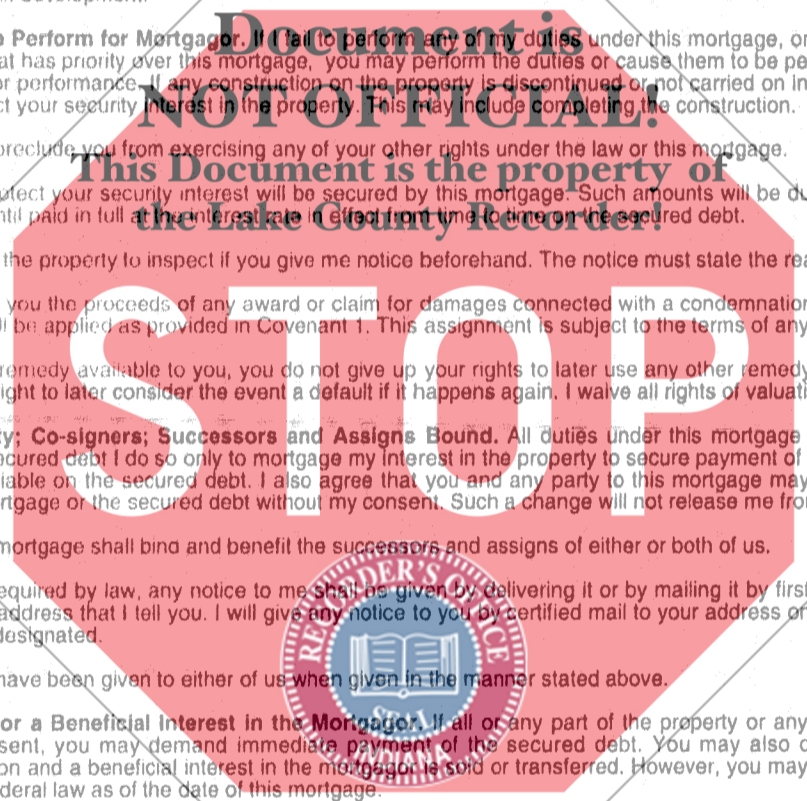 Document is
NOT OFFICIAL!
This Document is the property of
the Lake County Recorder!
STOP
Perform for Mortgagor. If I fail to perform any of my duties under this mortgage, or
at has priority over this mortgage, you may perform the duties or cause them to be pe
or performance. If any construction on the property is discontinued or not carried on in
ct your security interest in the property. This may include completing the construction.
preclude you from exercising any of your other rights under the law or this mortgage.
otect your security interest will be secured by this mortgage. Such amounts will be du
ntil paid in full at the interest rate in effect from time to time on the secured debt.
the property to inspect if you give me notice beforehand. The notice must state the rea
you the proceeds of any award or claim for damages connected with a condemnation
ll be applied as provided in Covenant 1. This assignment is subject to the terms of any
remedy available to you, you do not give up your rights to later use any other remedy
ight to later consider the event a default if it happens again. I waive all rights of valuati
ty; Co-signers; Successors and Assigns Bound. All duties under this mortgage
ecured debt I do so only to mortgage my interest in the property to secure payment of
iable on the secured debt. I also agree that you and any party to this mortgage may
rtgage or the secured debt without my consent. Such a change will not release me fro
mortgage shall bind and benefit the successors and assigns of either or both of us.
equired by law, any notice to me shall be given by delivering it or by mailing it by first
address that I tell you. I will give any notice to you by certified mail to your address on
designated.
have been given to either of us when given in the manner stated above.
or a Beneficial Interest in the Mortgagor. If all or any part of the property or any
sent, you may demand immediate payment of the secured debt. You may also d
on and a beneficial interest in the mortgagor is sold or transferred. However, you may
deral law as of the date of this mortgage.
RECORDER'S OFFICE
SEAL
INDIANA